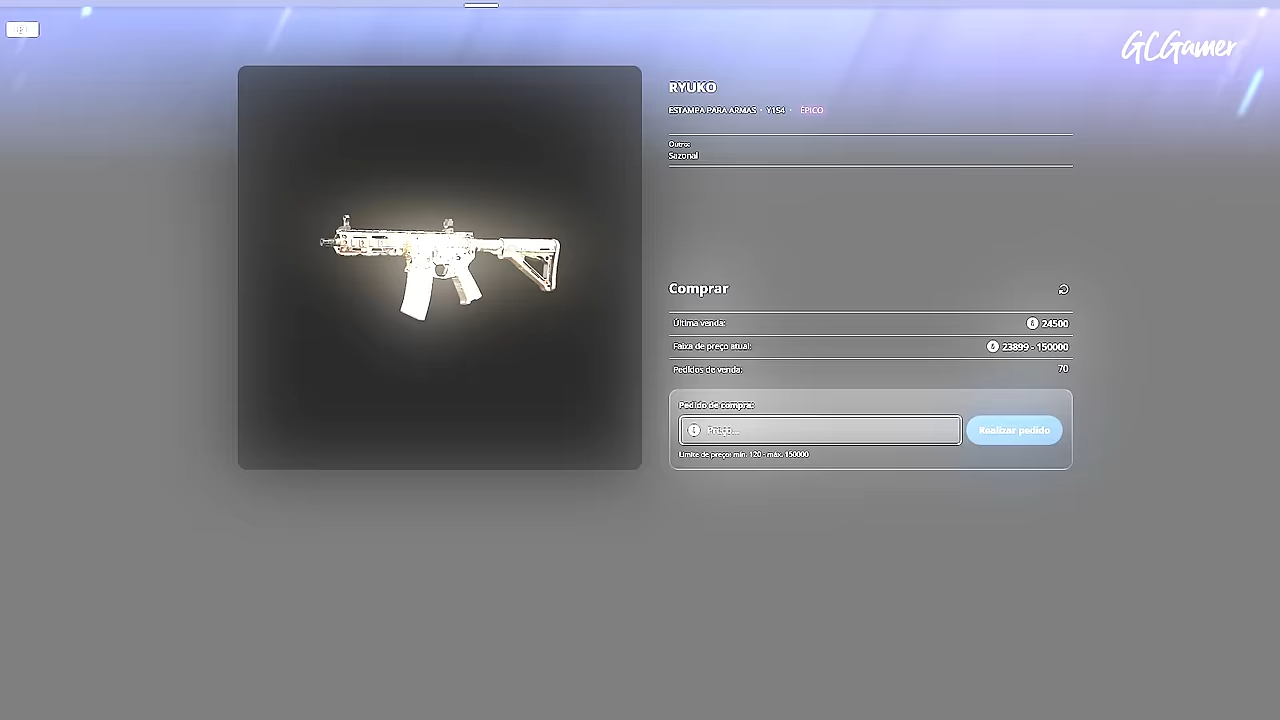 GCGamer
RYUKO
ESTAMPA PARA ARMAS · Y1S4 · ÉPICO
Outro:
Sazonal
Comprar
Última venda: 24500
Faixa de preço atual: 23899 - 150000
Pedidos de venda: 70
Pedido de compra:
Preço... Realizar pedido
Limite de preço: mín. 120 - máx. 150000